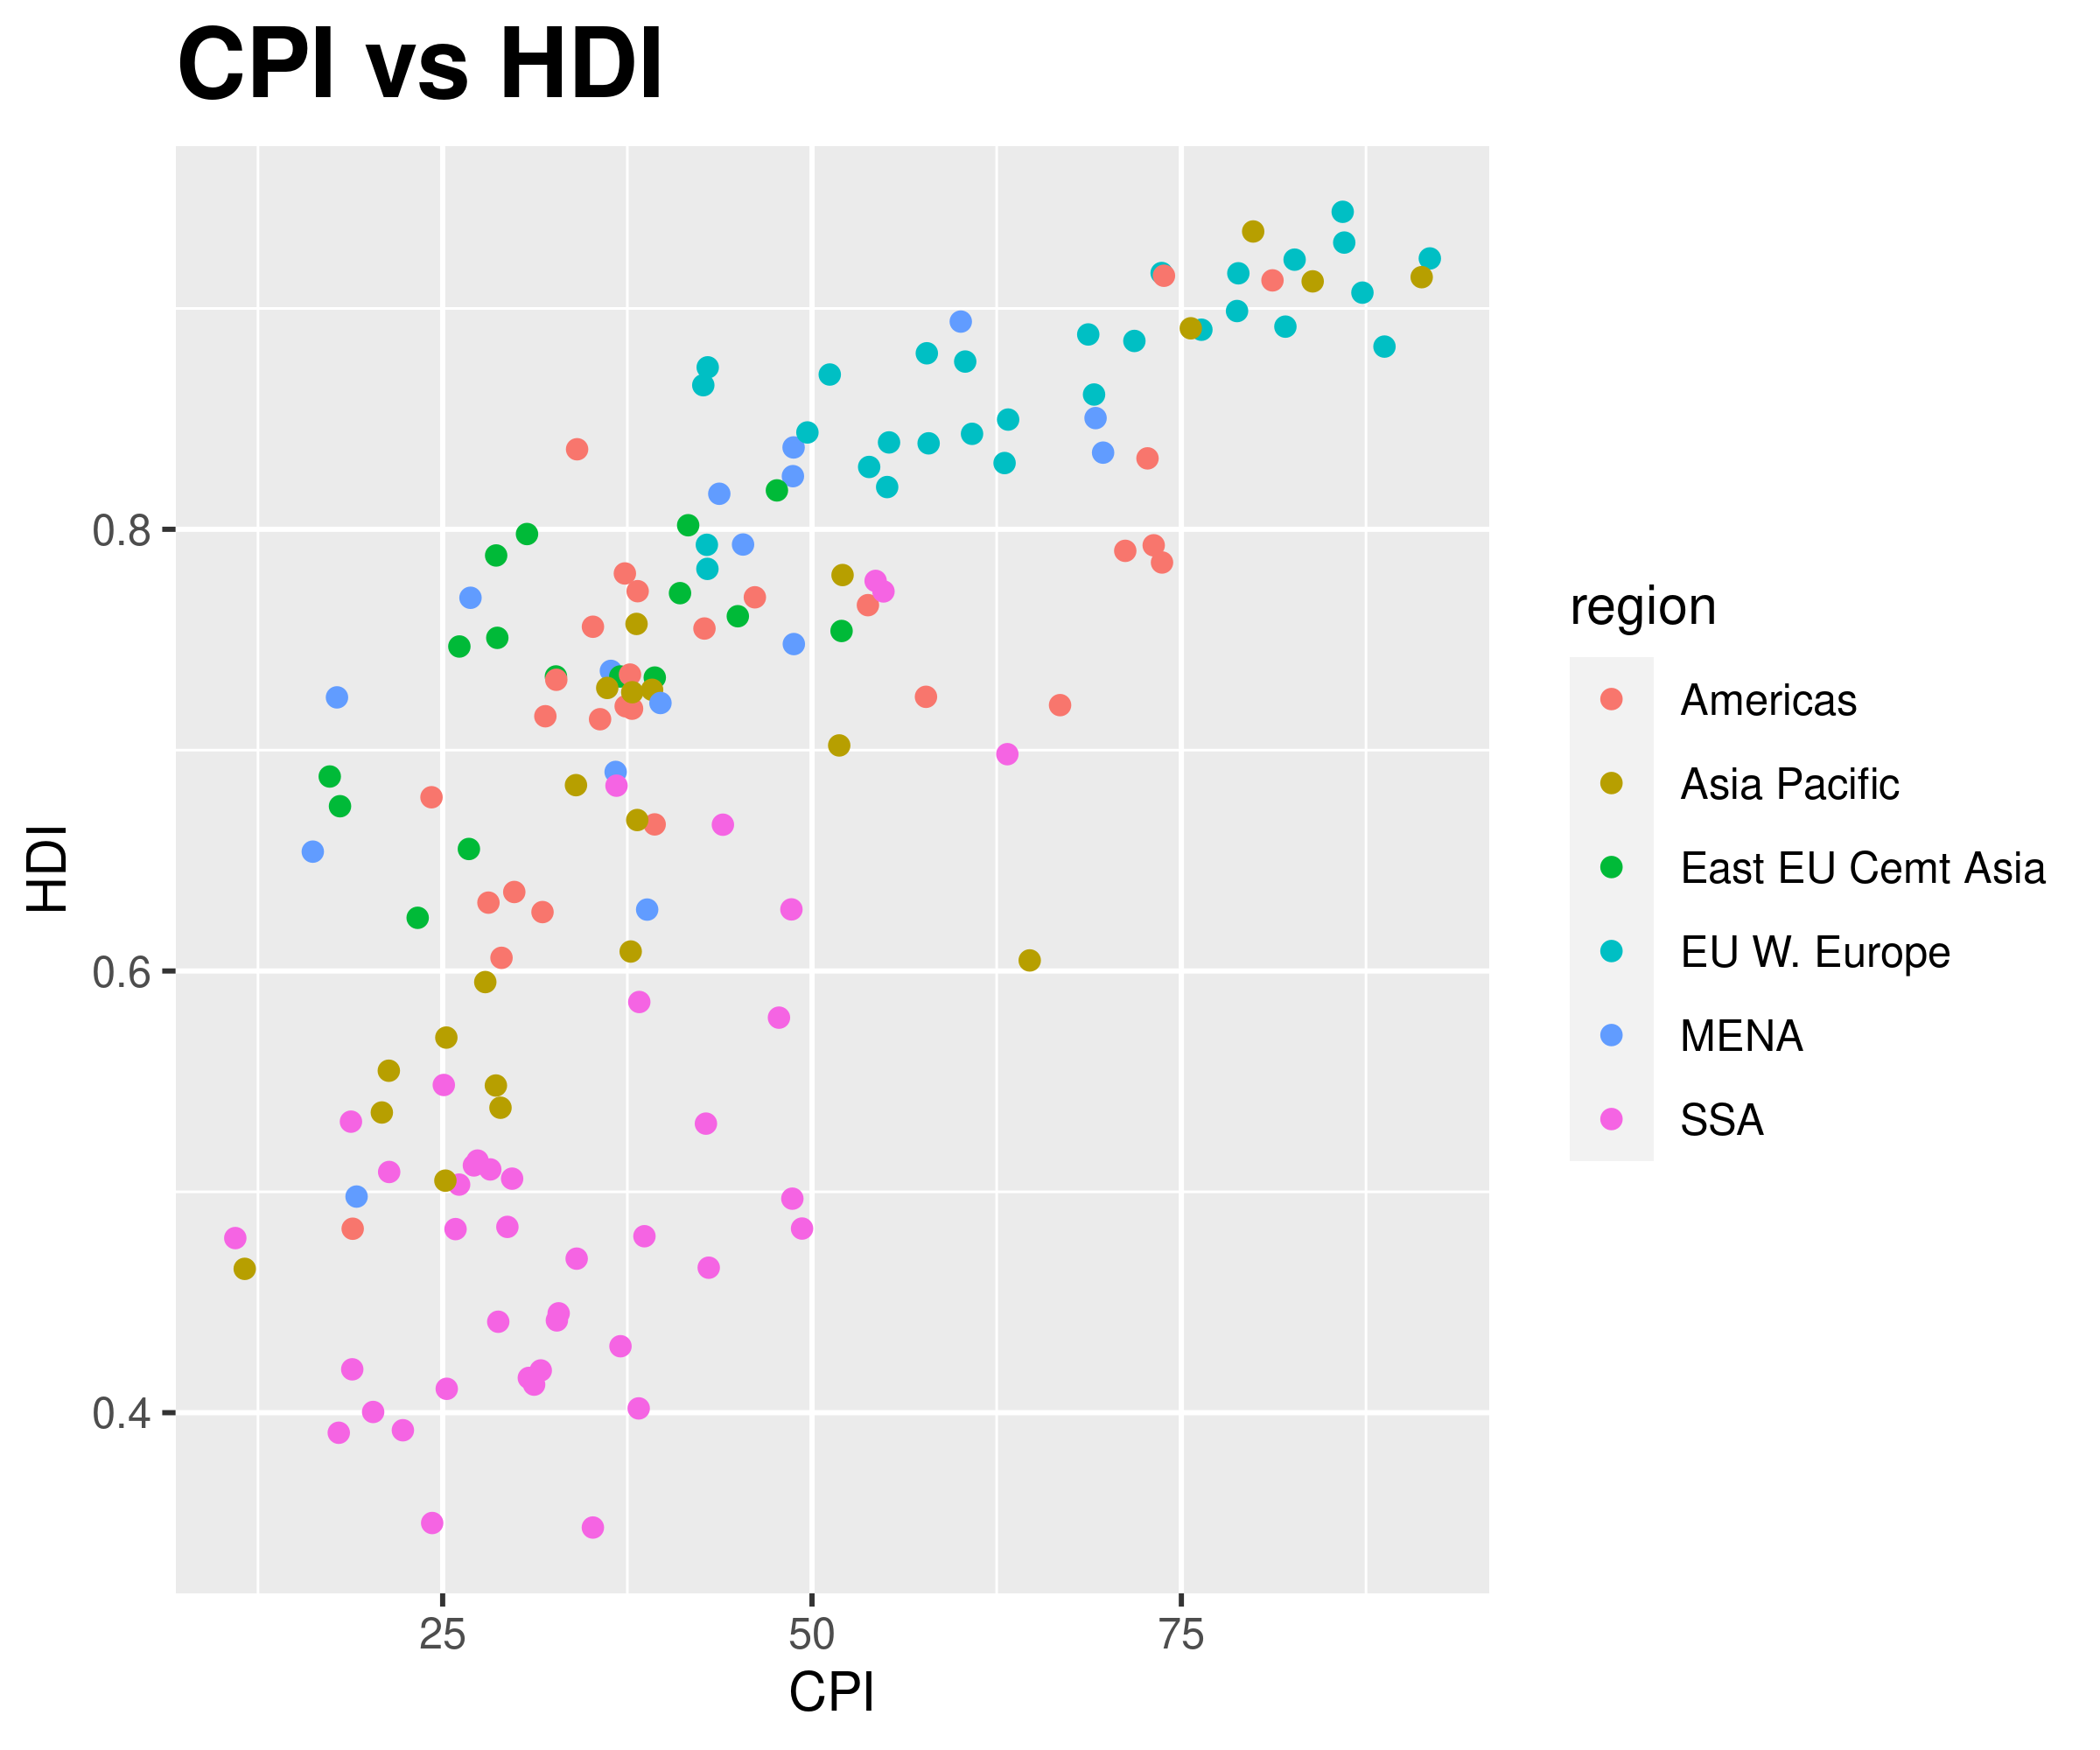 CPI vs HDI
0.8
0.6
0.4
HDI
25
50
75
CPI
region
Americas
Asia Pacific
East EU Cemt Asia
EU W. Europe
MENA
SSA